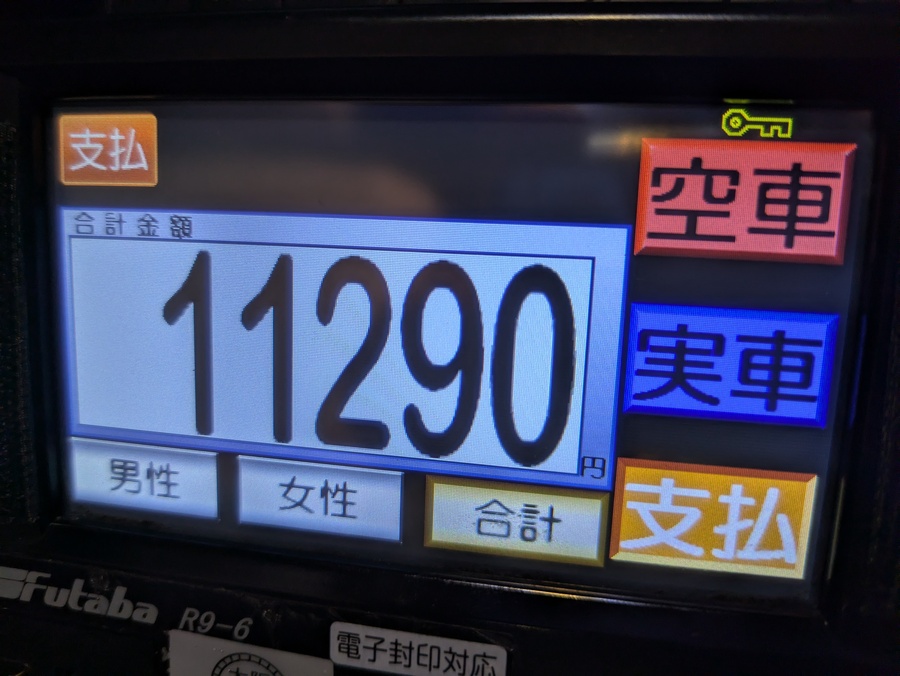 支払
空車
合計金額
11290
円
実車
男性
女性
合計
支払
Futaba R9-6
電子封印対応